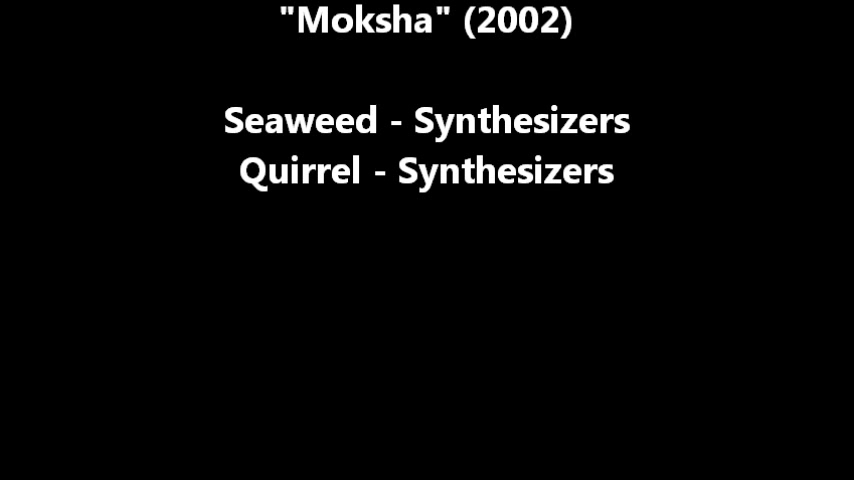 "Moksha" (2002)
Seaweed - Synthesizers
Quirrel - Synthesizers